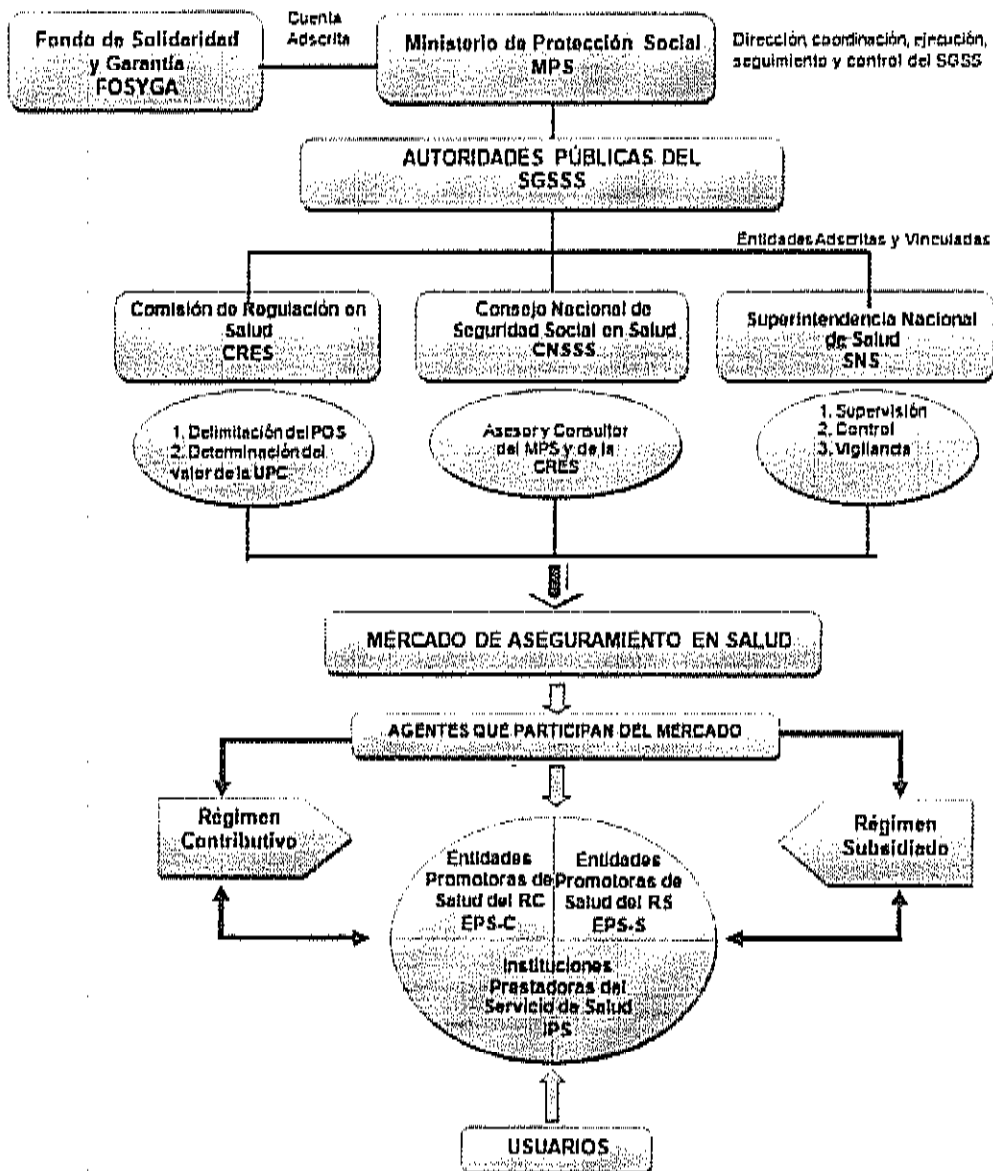 Fondo de Solidaridad
y Garantía
FOSYGA
Cuenta
Adscrita
Ministerio de Protección Social
MPS
Dirección, coordinación, ejecución,
seguimiento y control del SGSS
AUTORIDADES PÚBLICAS DEL
SGSSS
Entidades Adscritas y Vinculadas
Comisión de Regulación en
Salud
CRES
Consejo Nacional de
Seguridad Social en Salud
CNSSS
Superintendencia Nacional
de Salud
SNS
1. Delimitación del POS
2. Determinación del
valor de la UPC
Asesor y Consultor
del MPS y de la
CRES
1. Supervisión
2. Control
3. Vigilancia
MERCADO DE ASEGURAMIENTO EN SALUD
AGENTES QUE PARTICIPAN DEL MERCADO
Régimen
Contributivo
Régimen
Subsidiado
Entidades
Promotoras de
Salud del RC
EPS-C
Entidades
Promotoras de
Salud del RS
EPS-S
Instituciones
Prestadoras del
Servicio de Salud
IPS
USUARIOS